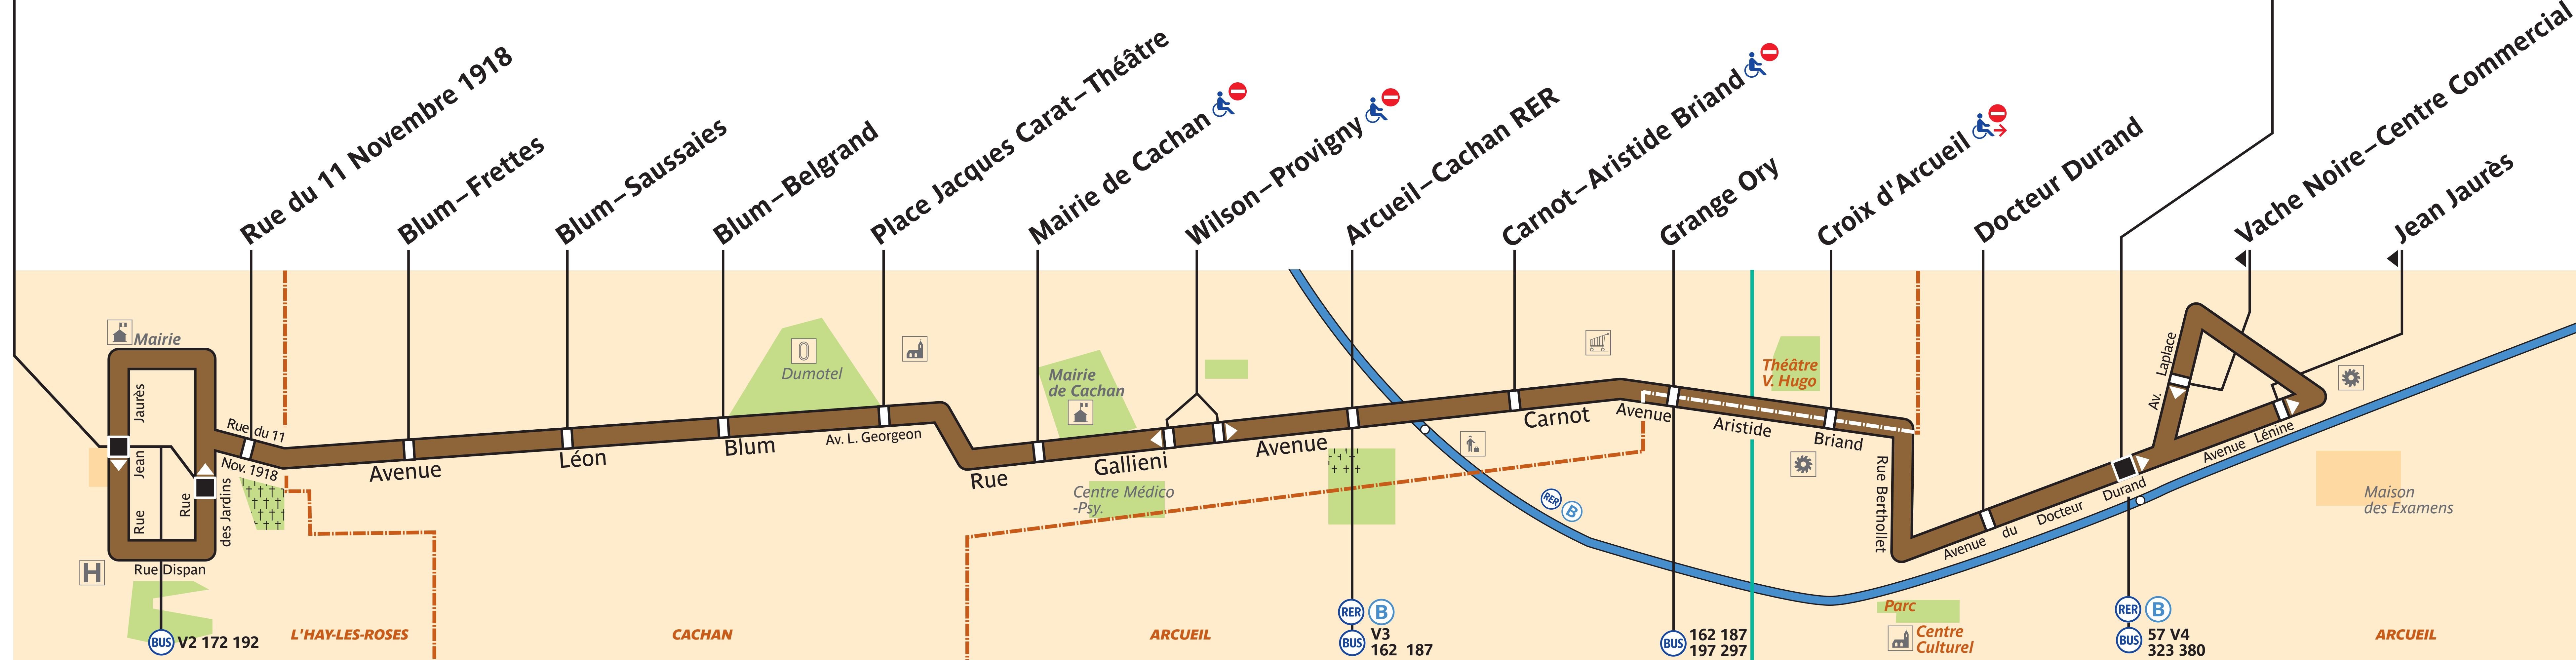 Rue du 11 Novembre 1918
Blum–Frettes
Blum–Saussaies
Blum–Belgrand
Place Jacques Carat–Théâtre
Mairie de Cachan
Wilson–Provigny
Arcueil–Cachan RER
Carnot–Aristide Briand
Grange Ory
Croix d'Arcueil
Docteur Durand
Vache Noire–Centre Commercial
Jean Jaurès
Mairie
Rue Jean Jaurès
Rue des Jardins
Rue Dispan
H
Rue du 11
Nov. 1918
Avenue Léon Blum
Dumotel
Av. L. Georgeon
Mairie
de Cachan
Rue Gallieni
Centre Médico
-Psy.
Avenue Carnot
Avenue Aristide Briand
Théâtre
V. Hugo
Rue Berthollet
Avenue du Docteur Durand
Av. Laplace
Avenue Lénine
Maison
des Examens
RER B
Parc
Centre
Culturel
L'HAY-LES-ROSES
CACHAN
ARCUEIL
ARCUEIL
BUS V2 172 192
RER B
BUS V3
162 187
BUS 162 187
197 297
RER B
BUS 57 V4
323 380